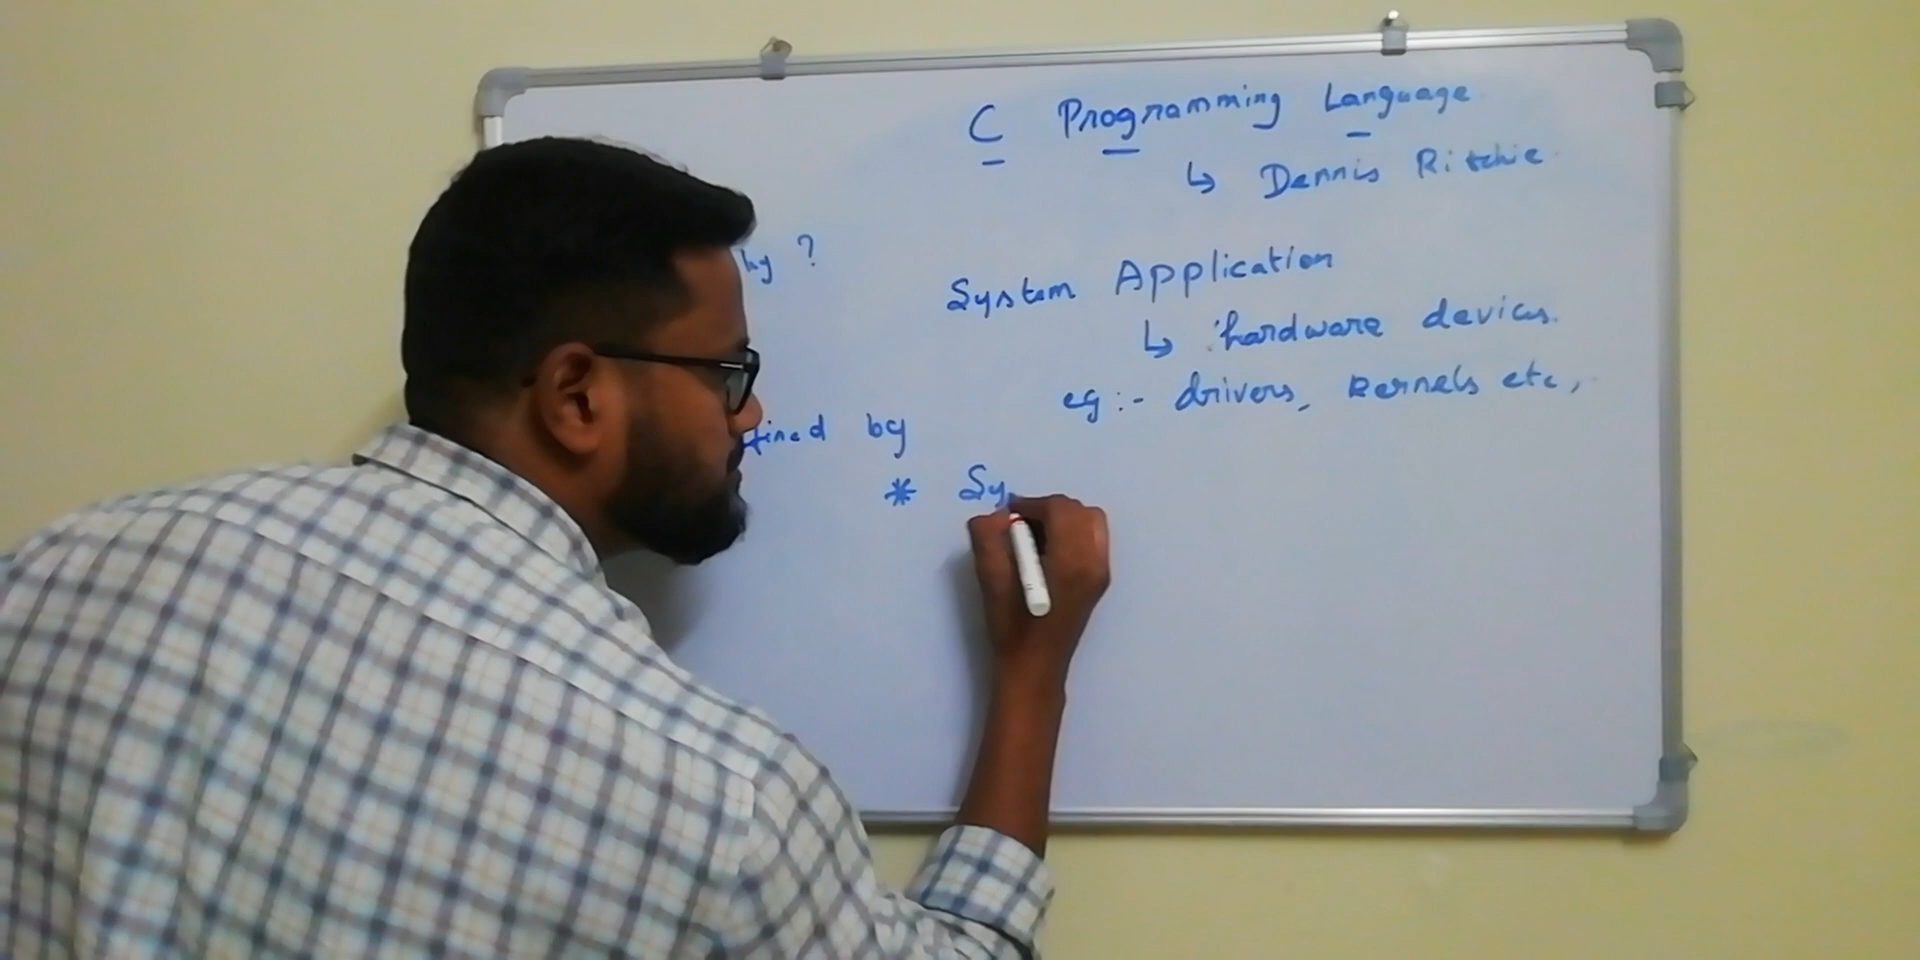 C Programming Language
↳ Dennis Ritchie
hy ?
System Application
↳ hardware devices.
eg :- drivers, kernels etc,
fined by
* Sy